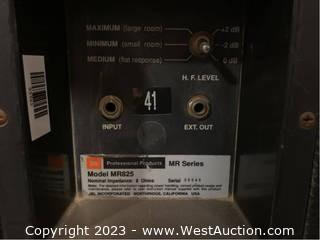 MAXIMUM (large room) +2 dB
MINIMUM (small room) -2 dB
MEDIUM (flat response) 0 dB
H. F. LEVEL
41
INPUT
EXT. OUT
JBL Professional Products MR Series
Model MR825
Nominal Impedance: 8 Ohms Serial
JBL INCORPORATED NORTHRIDGE, CALIFORNIA, USA
Copyright 2023 - WestAuction.com